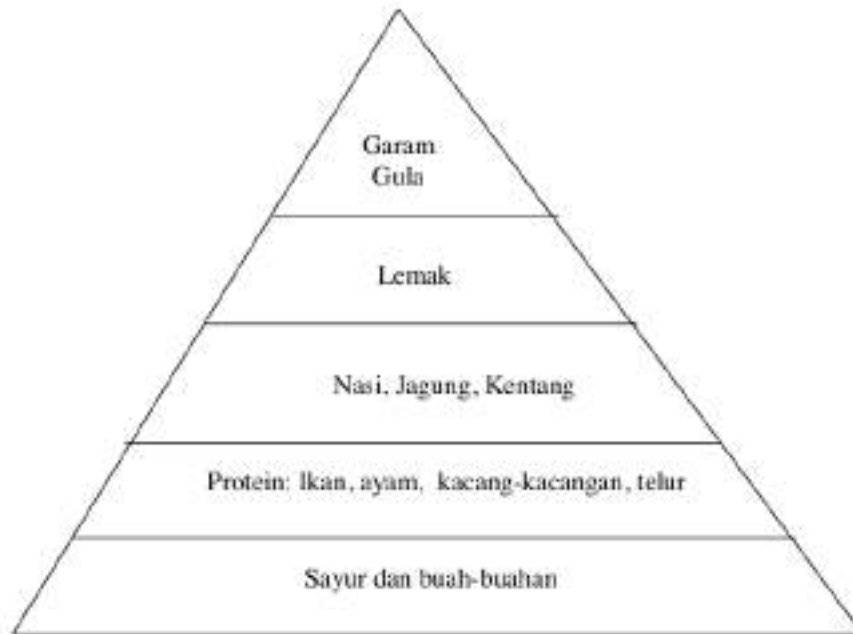 Garam
Gula
Lemak
Nasi, Jagung, Kentang
Protein: Ikan, ayam, kacang-kacangan, telur
Sayur dan buah-buahan